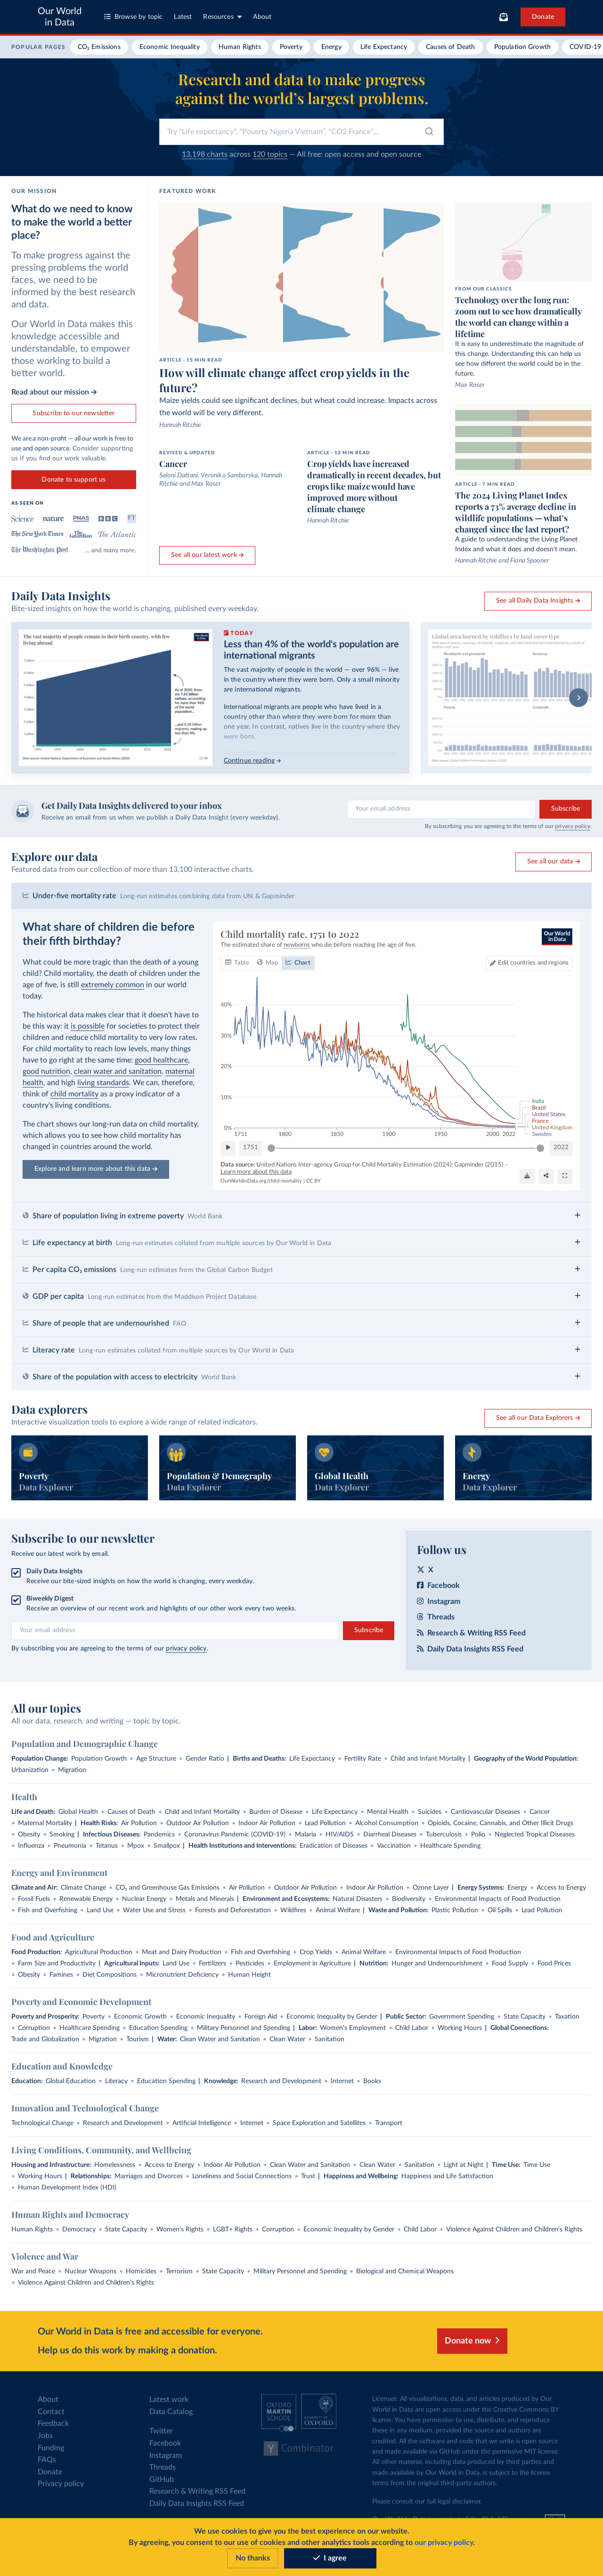 Our World
in Data
Browse by topic
Latest
Resources
About
Donate
POPULAR PAGES
CO₂ Emissions
Economic Inequality
Human Rights
Poverty
Energy
Life Expectancy
Causes of Death
Population Growth
COVID-19
Research and data to make progress
against the world's largest problems.
Try "Life expectancy", "Poverty Nigeria Vietnam", "CO2 France"...
13,198 charts across 120 topics — All free: open access and open source
OUR MISSION
What do we need to know
to make the world a better
place?
To make progress against the
pressing problems the world
faces, we need to be
informed by the best research
and data.
Our World in Data makes this
knowledge accessible and
understandable, to empower
those working to build a
better world.
Read about our mission →
Subscribe to our newsletter
We are a non-profit — all our work is free to
use and open source. Consider supporting
us if you find our work valuable.
Donate to support us
AS SEEN ON
Science
nature
PNAS
BBC
FT
The New York Times
The Guardian
The Atlantic
The Washington Post
... and many more.
FEATURED WORK
ARTICLE · 15 MIN READ
How will climate change affect crop yields in the
future?
Maize yields could see significant declines, but wheat could increase. Impacts across
the world will be very different.
Hannah Ritchie
REVISED & UPDATED
Cancer
Saloni Dattani, Veronika Samborska, Hannah
Ritchie and Max Roser
ARTICLE · 12 MIN READ
Crop yields have increased
dramatically in recent decades, but
crops like maize would have
improved more without
climate change
Hannah Ritchie
See all our latest work →
FROM OUR CLASSICS
Technology over the long run:
zoom out to see how dramatically
the world can change within a
lifetime
It is easy to underestimate the magnitude of
this change. Understanding this can help us
see how different the world could be in the
future.
Max Roser
ARTICLE · 7 MIN READ
The 2024 Living Planet Index
reports a 73% average decline in
wildlife populations — what's
changed since the last report?
A guide to understanding the Living Planet
Index and what it does and doesn't mean.
Hannah Ritchie and Fiona Spooner
Daily Data Insights
Bite-sized insights on how the world is changing, published every weekday.
See all Daily Data Insights →
The vast majority of people remain in their country, with few
living abroad
TODAY
Less than 4% of the world's population are
international migrants
The vast majority of people in the world — over 96% — live
in the country where they were born. Only a small minority
are international migrants.
International migrants are people who have lived in a
country other than where they were born for more than
one year. In contrast, natives live in the country where they
were born.
Continue reading →
Global area burned by wildfires by land cover type
Get Daily Data Insights delivered to your inbox
Receive an email from us when we publish a Daily Data Insight (every weekday).
Your email address
Subscribe
By subscribing you are agreeing to the terms of our privacy policy.
Explore our data
Featured data from our collection of more than 13,100 interactive charts.
See all our data →
Under-five mortality rate Long-run estimates combining data from UN & Gapminder
What share of children die before
their fifth birthday?
What could be more tragic than the death of a young
child? Child mortality, the death of children under the
age of five, is still extremely common in our world
today.
The historical data makes clear that it doesn't have to
be this way: it is possible for societies to protect their
children and reduce child mortality to very low rates.
For child mortality to reach low levels, many things
have to go right at the same time: good healthcare,
good nutrition, clean water and sanitation, maternal
health, and high living standards. We can, therefore,
think of child mortality as a proxy indicator of a
country's living conditions.
The chart shows our long-run data on child mortality,
which allows you to see how child mortality has
changed in countries around the world.
Explore and learn more about this data →
Child mortality rate, 1751 to 2022
The estimated share of newborns who die before reaching the age of five.
Our World
in Data
Table
Map
Chart
Edit countries and regions
40%
30%
20%
10%
0%
1751
1800
1850
1900
1950
2000
2022
India
Brazil
United States
France
United Kingdom
Sweden
1751
2022
Data source: United Nations Inter-agency Group for Child Mortality Estimation (2024); Gapminder (2015) –
Learn more about this data
OurWorldinData.org/child-mortality | CC BY
Share of population living in extreme poverty World Bank
Life expectancy at birth Long-run estimates collated from multiple sources by Our World in Data
Per capita CO₂ emissions Long-run estimates from the Global Carbon Budget
GDP per capita Long-run estimates from the Maddison Project Database
Share of people that are undernourished FAO
Literacy rate Long-run estimates collated from multiple sources by Our World in Data
Share of the population with access to electricity World Bank
Data explorers
Interactive visualization tools to explore a wide range of related indicators.
See all our Data Explorers →
Poverty
Data Explorer
Population & Demography
Data Explorer
Global Health
Data Explorer
Energy
Data Explorer
Subscribe to our newsletter
Receive our latest work by email.
Daily Data Insights
Receive our bite-sized insights on how the world is changing, every weekday.
Biweekly Digest
Receive an overview of our recent work and highlights of our other work every two weeks.
Your email address
Subscribe
By subscribing you are agreeing to the terms of our privacy policy.
Follow us
X
Facebook
Instagram
Threads
Research & Writing RSS Feed
Daily Data Insights RSS Feed
All our topics
All our data, research, and writing — topic by topic.
Population and Demographic Change
Population Change: Population Growth • Age Structure • Gender Ratio | Births and Deaths: Life Expectancy • Fertility Rate • Child and Infant Mortality | Geography of the World Population:
Urbanization • Migration
Health
Life and Death: Global Health • Causes of Death • Child and Infant Mortality • Burden of Disease • Life Expectancy • Mental Health • Suicides • Cardiovascular Diseases • Cancer
• Maternal Mortality | Health Risks: Air Pollution • Outdoor Air Pollution • Indoor Air Pollution • Lead Pollution • Alcohol Consumption • Opioids, Cocaine, Cannabis, and Other Illicit Drugs
• Obesity • Smoking | Infectious Diseases: Pandemics • Coronavirus Pandemic (COVID-19) • Malaria • HIV/AIDS • Diarrheal Diseases • Tuberculosis • Polio • Neglected Tropical Diseases
• Influenza • Pneumonia • Tetanus • Mpox • Smallpox | Health Institutions and Interventions: Eradication of Diseases • Vaccination • Healthcare Spending
Energy and Environment
Climate and Air: Climate Change • CO₂ and Greenhouse Gas Emissions • Air Pollution • Outdoor Air Pollution • Indoor Air Pollution • Ozone Layer | Energy Systems: Energy • Access to Energy
• Fossil Fuels • Renewable Energy • Nuclear Energy • Metals and Minerals | Environment and Ecosystems: Natural Disasters • Biodiversity • Environmental Impacts of Food Production
• Fish and Overfishing • Land Use • Water Use and Stress • Forests and Deforestation • Wildfires • Animal Welfare | Waste and Pollution: Plastic Pollution • Oil Spills • Lead Pollution
Food and Agriculture
Food Production: Agricultural Production • Meat and Dairy Production • Fish and Overfishing • Crop Yields • Animal Welfare • Environmental Impacts of Food Production
• Farm Size and Productivity | Agricultural Inputs: Land Use • Fertilizers • Pesticides • Employment in Agriculture | Nutrition: Hunger and Undernourishment • Food Supply • Food Prices
• Obesity • Famines • Diet Compositions • Micronutrient Deficiency • Human Height
Poverty and Economic Development
Poverty and Prosperity: Poverty • Economic Growth • Economic Inequality • Foreign Aid • Economic Inequality by Gender | Public Sector: Government Spending • State Capacity • Taxation
• Corruption • Healthcare Spending • Education Spending • Military Personnel and Spending | Labor: Women's Employment • Child Labor • Working Hours | Global Connections:
Trade and Globalization • Migration • Tourism | Water: Clean Water and Sanitation • Clean Water • Sanitation
Education and Knowledge
Education: Global Education • Literacy • Education Spending | Knowledge: Research and Development • Internet • Books
Innovation and Technological Change
Technological Change • Research and Development • Artificial Intelligence • Internet • Space Exploration and Satellites • Transport
Living Conditions, Community, and Wellbeing
Housing and Infrastructure: Homelessness • Access to Energy • Indoor Air Pollution • Clean Water and Sanitation • Clean Water • Sanitation • Light at Night | Time Use: Time Use
• Working Hours | Relationships: Marriages and Divorces • Loneliness and Social Connections • Trust | Happiness and Wellbeing: Happiness and Life Satisfaction
• Human Development Index (HDI)
Human Rights and Democracy
Human Rights • Democracy • State Capacity • Women's Rights • LGBT+ Rights • Corruption • Economic Inequality by Gender • Child Labor • Violence Against Children and Children's Rights
Violence and War
War and Peace • Nuclear Weapons • Homicides • Terrorism • State Capacity • Military Personnel and Spending • Biological and Chemical Weapons
• Violence Against Children and Children's Rights
Our World in Data is free and accessible for everyone.
Help us do this work by making a donation.
Donate now
About
Contact
Feedback
Jobs
Funding
FAQs
Donate
Privacy policy
Latest work
Data Catalog
Twitter
Facebook
Instagram
Threads
GitHub
Research & Writing RSS Feed
Daily Data Insights RSS Feed
OXFORD
MARTIN
SCHOOL
UNIVERSITY OF
OXFORD
Y Combinator
Licenses: All visualizations, data, and articles produced by Our
World in Data are open access under the Creative Commons BY
license. You have permission to use, distribute, and reproduce
these in any medium, provided the source and authors are
credited. All the software and code that we write is open source
and made available via GitHub under the permissive MIT license.
All other material, including data produced by third parties and
made available by Our World in Data, is subject to the license
terms from the original third-party authors.
Please consult our full legal disclaimer.
We use cookies to give you the best experience on our website.
By agreeing, you consent to our use of cookies and other analytics tools according to our privacy policy.
No thanks
I agree